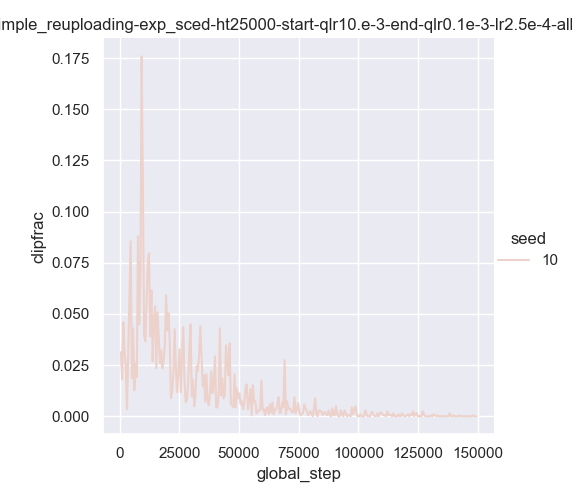 imple_reuploading-exp_sced-ht25000-start-qlr10.e-3-end-qlr0.1e-3-lr2.5e-4-all
0.175
0.150
0.125
0.100
0.075
0.050
0.025
0.000
clipfrac
0 25000 50000 75000 100000 125000 150000
global_step
seed
10